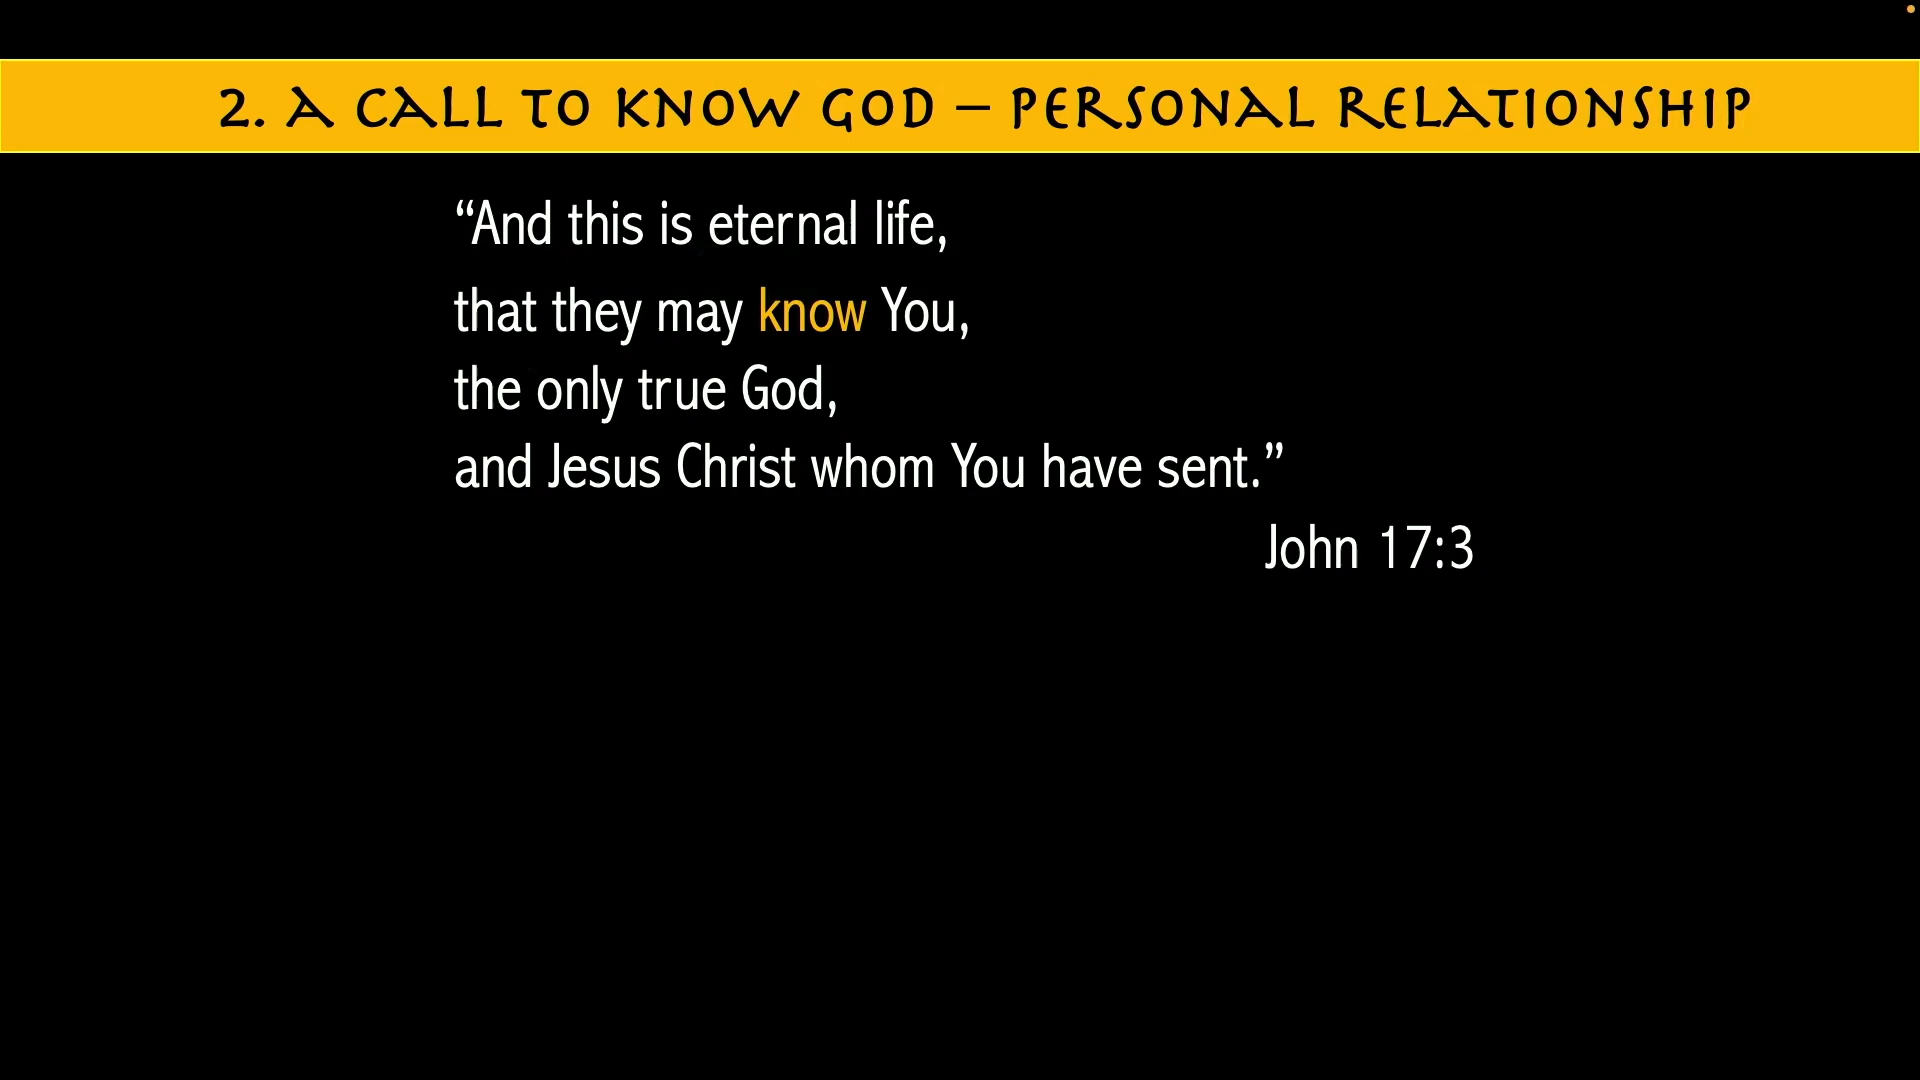 2. A CALL TO KNOW GOD – PERSONAL RELATIONSHIP
“And this is eternal life,
that they may know You,
the only true God,
and Jesus Christ whom You have sent.”
John 17:3